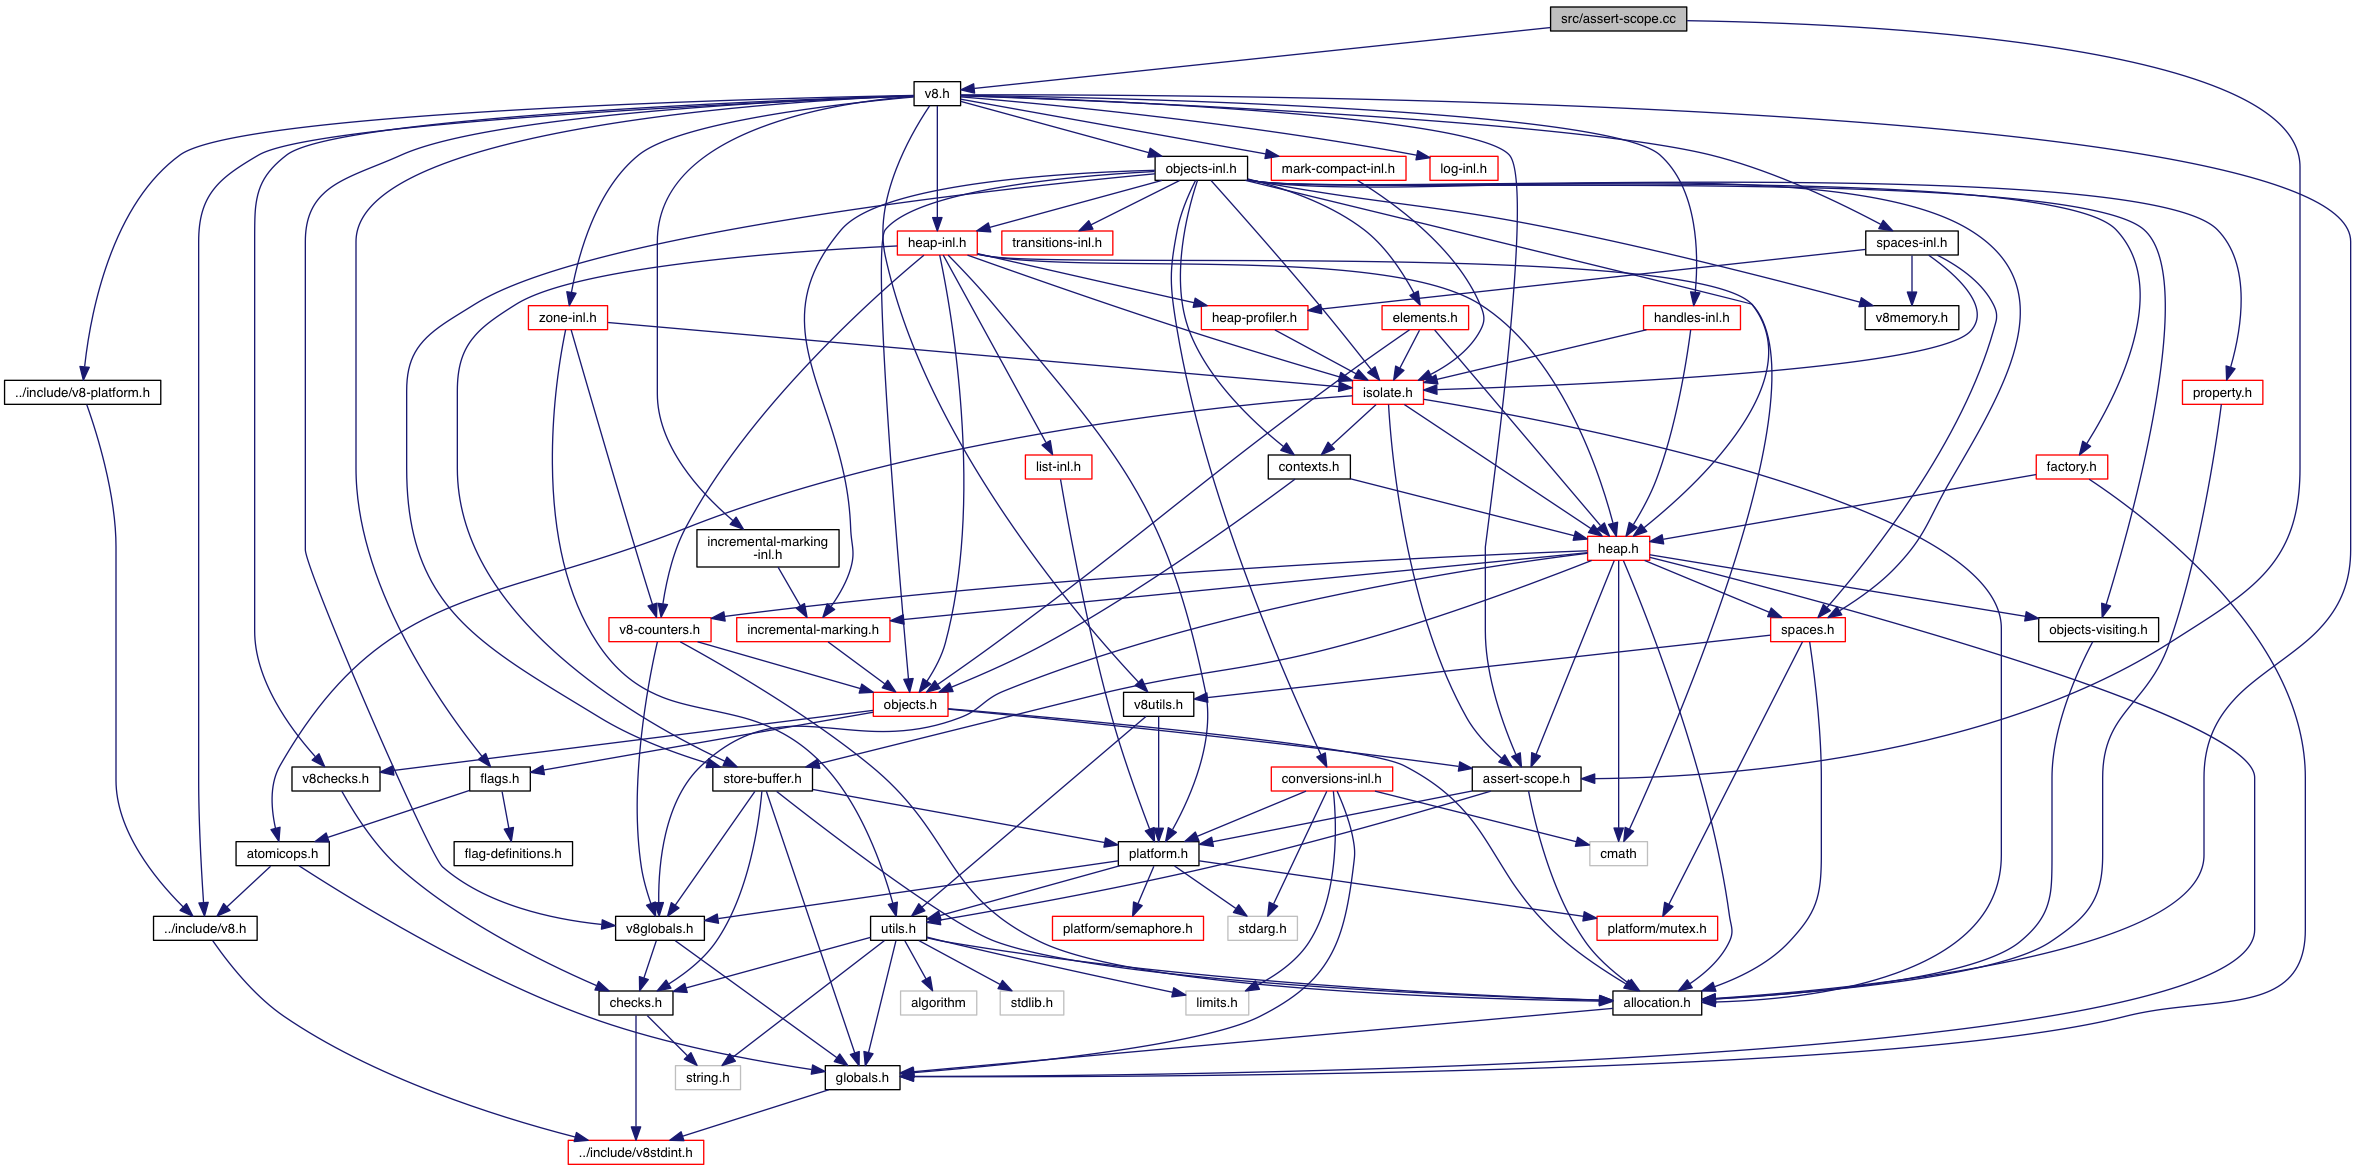 src/assert-scope.cc
v8.h
objects-inl.h
mark-compact-inl.h
log-inl.h
heap-inl.h
transitions-inl.h
spaces-inl.h
zone-inl.h
heap-profiler.h
elements.h
handles-inl.h
v8memory.h
../include/v8-platform.h
isolate.h
property.h
list-inl.h
contexts.h
factory.h
incremental-marking
-inl.h
heap.h
v8-counters.h
incremental-marking.h
spaces.h
objects-visiting.h
objects.h
v8utils.h
v8checks.h
flags.h
store-buffer.h
conversions-inl.h
assert-scope.h
atomicops.h
flag-definitions.h
platform.h
cmath
../include/v8.h
v8globals.h
utils.h
platform/semaphore.h
stdarg.h
platform/mutex.h
checks.h
algorithm
stdlib.h
limits.h
allocation.h
string.h
globals.h
../include/v8stdint.h